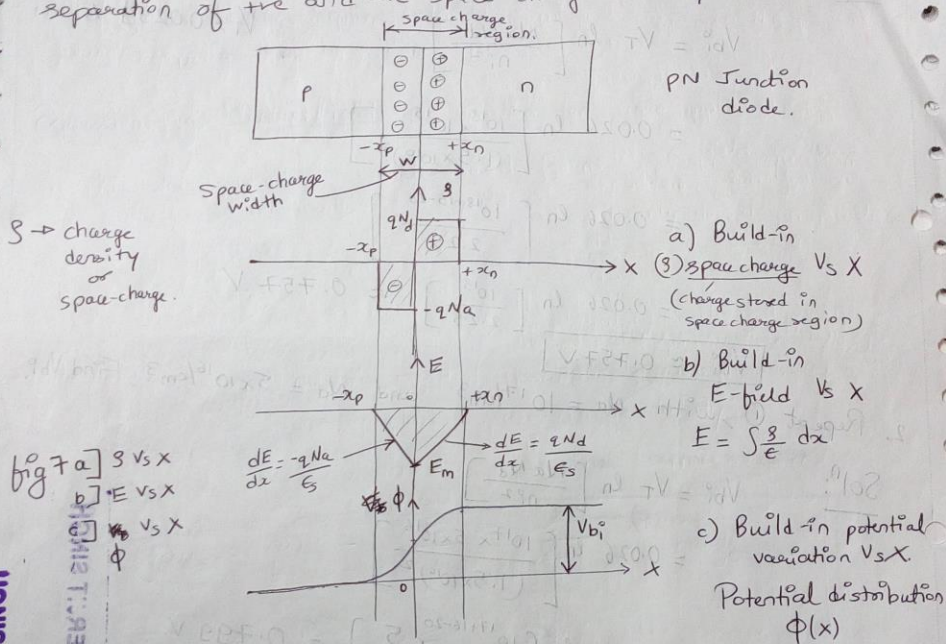 separation of the
space charge
region.
p
n
PN Junction
diode.
-xp
+xn
W
Space-charge
width
ρ
qNd
ρ → charge
density
or
space-charge.
-xp
+
+xn
x
-qNa
a) Build-in
(ρ) space charge Vs X
(charge stored in
space charge region)
E
-xp
o
+xn
x
b) Build-in
E-field Vs X
E = ∫ ρ/ε dx
dE/dx = -qNa/εs
Em
dE/dx = qNd/εs
fig 7 a] ρ Vs X
b] E Vs X
c] Vs X
φ
φ
Vbi
o
x
c) Build-in potential
variation Vs X.
Potential distribution
φ(x)